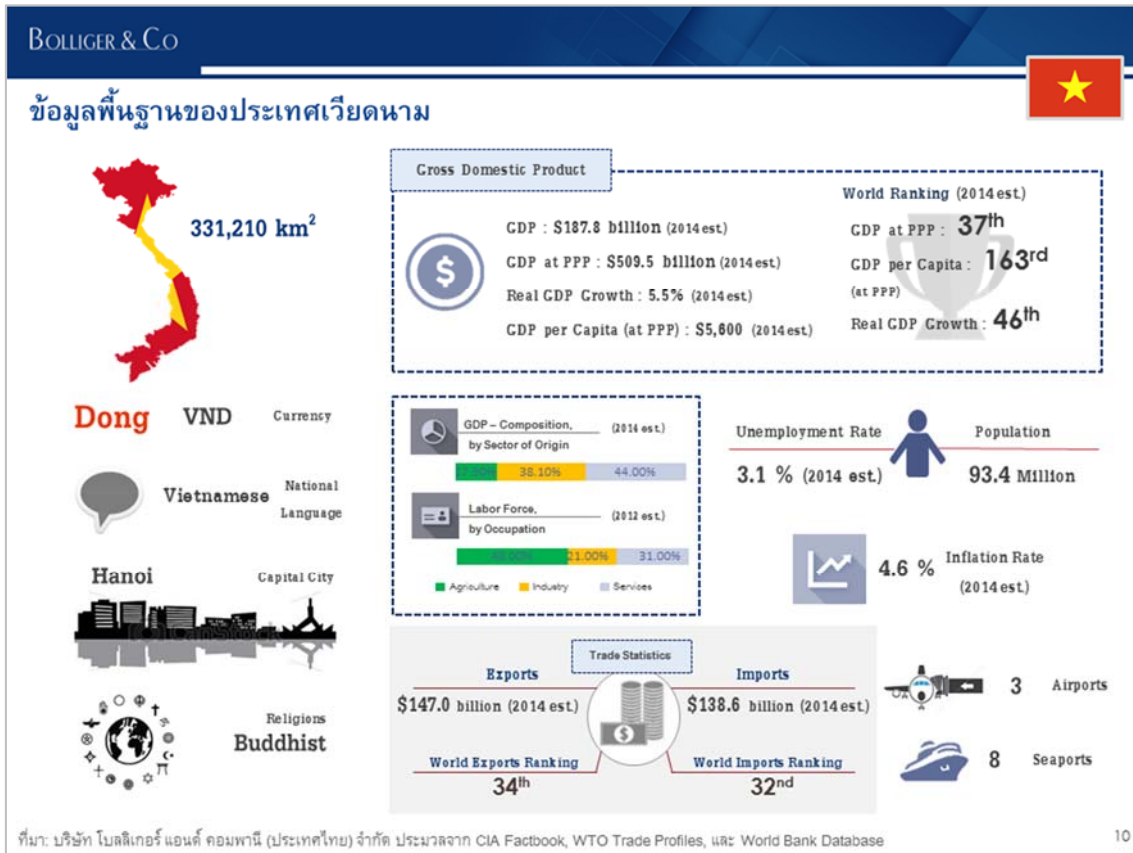 BOLLIGER & CO
ข้อมูลพื้นฐานของประเทศเวียดนาม
331,210 km²
Dong VND Currency
Vietnamese National
Language
Hanoi Capital City
Religions
Buddhist
Gross Domestic Product
GDP : $187.8 billion (2014 est.)
GDP at PPP : $509.5 billion (2014 est.)
Real GDP Growth : 5.5% (2014 est.)
GDP per Capita (at PPP) : $5,600 (2014 est.)
World Ranking (2014 est.)
GDP at PPP : 37th
GDP per Capita : 163rd
(at PPP)
Real GDP Growth : 46th
GDP – Composition, (2014 est.)
by Sector of Origin
38.10% 44.00%
Labor Force, (2012 est.)
by Occupation
21.00% 31.00%
Agriculture Industry Services
Unemployment Rate
3.1 % (2014 est.)
Population
93.4 Million
4.6 % Inflation Rate
(2014 est.)
Trade Statistics
Exports
$147.0 billion (2014 est.)
World Exports Ranking
34th
Imports
$138.6 billion (2014 est.)
World Imports Ranking
32nd
3 Airports
8 Seaports
ที่มา: บริษัท โบลลิเกอร์ แอนด์ คอมพานี (ประเทศไทย) จำกัด ประมวลจาก CIA Factbook, WTO Trade Profiles, และ World Bank Database
10